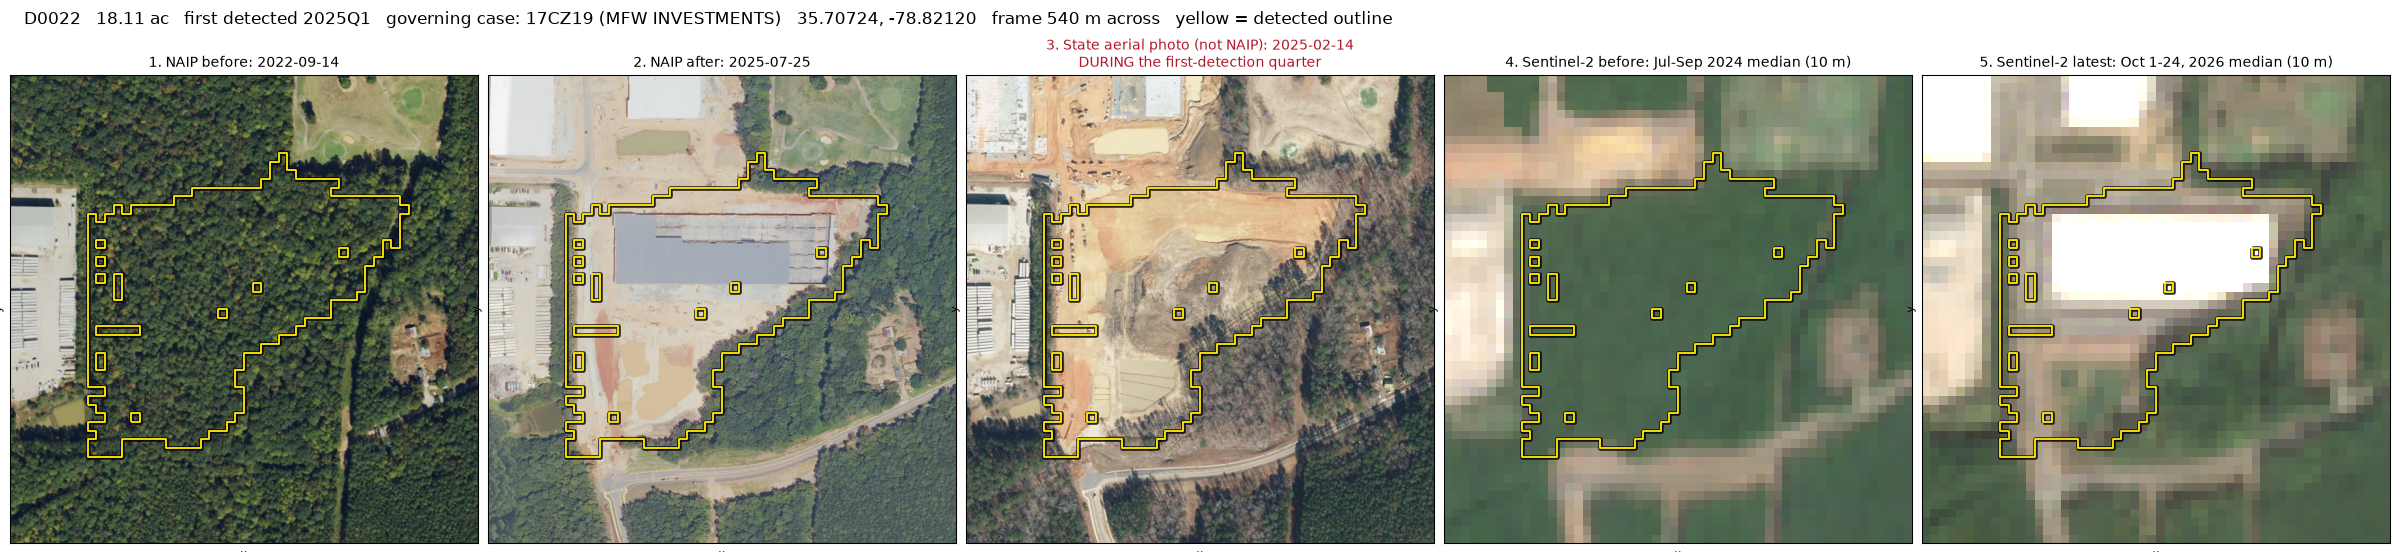 D0022   18.11 ac   first detected 2025Q1   governing case: 17CZ19 (MFW INVESTMENTS)   35.70724, -78.82120   frame 540 m across   yellow = detected outline
1. NAIP before: 2022-09-14
2. NAIP after: 2025-07-25
3. State aerial photo (not NAIP): 2025-02-14
DURING the first-detection quarter
4. Sentinel-2 before: Jul-Sep 2024 median (10 m)
5. Sentinel-2 latest: Oct 1-24, 2026 median (10 m)